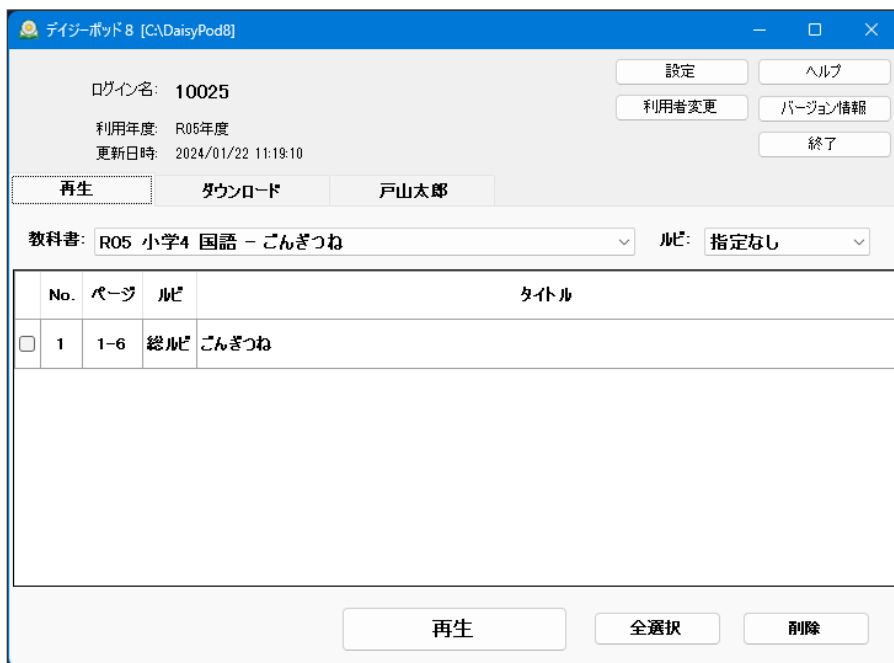 デイジーポッド8 [C:\DaisyPod8]
ログイン名: 10025
利用年度: R05年度
更新日時: 2024/01/22 11:19:10
設定
ヘルプ
利用者変更
バージョン情報
終了
再生 ダウンロード 戸山太郎
教科書: R05 小学4 国語 - ごんぎつね ルビ: 指定なし
No. ページ ルビ タイトル
1 1-6 総ルビ ごんぎつね
再生 全選択 削除